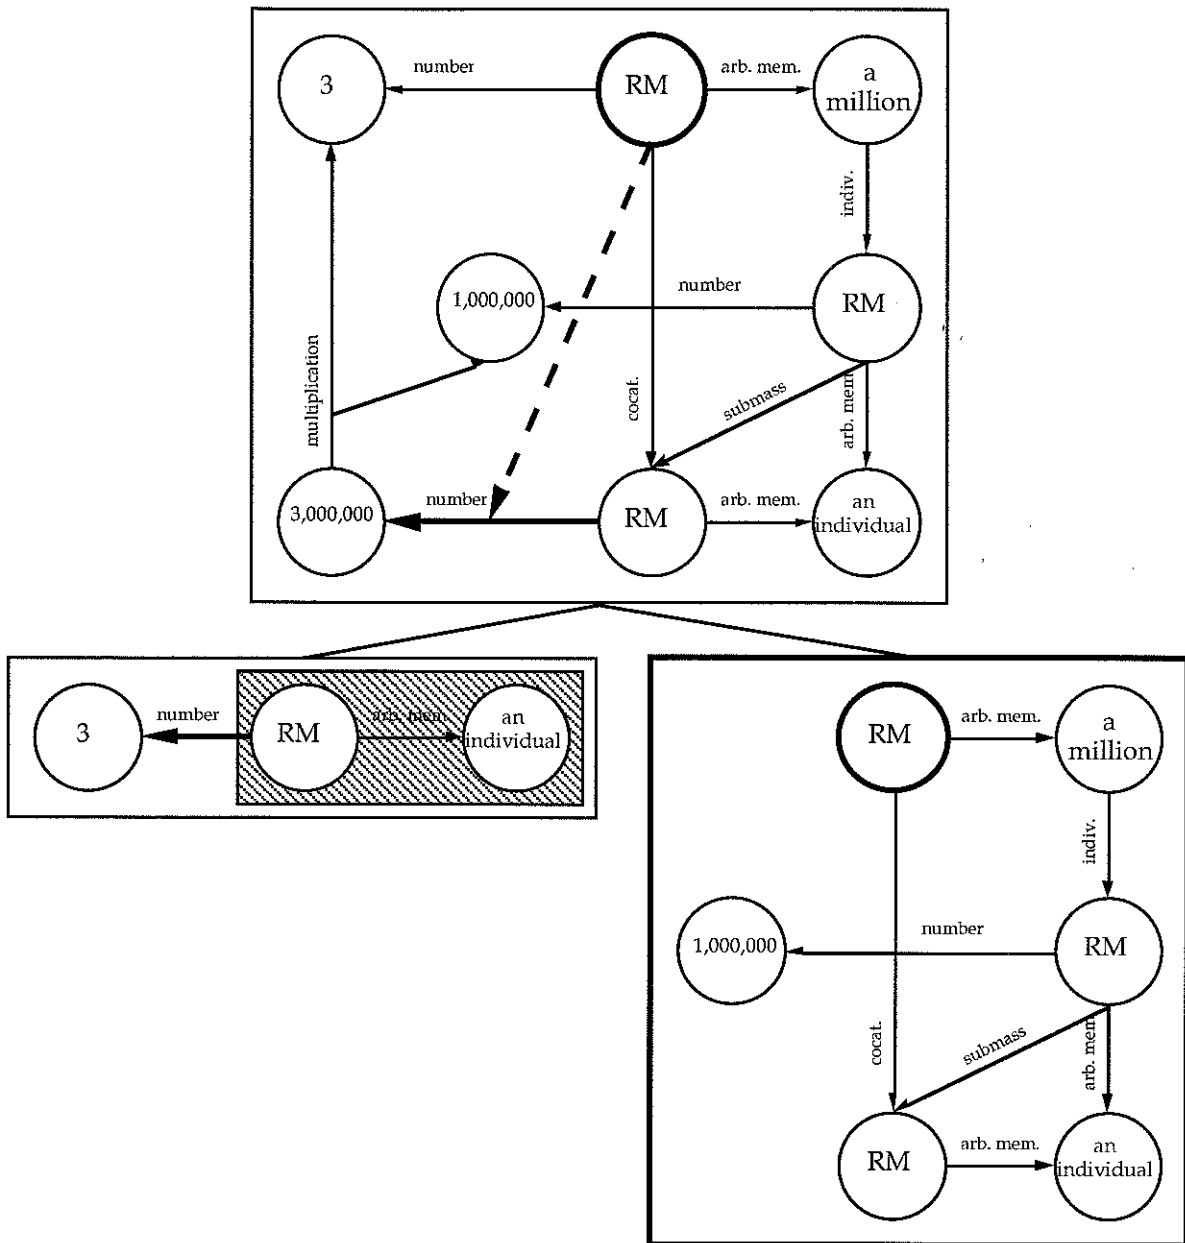 3
number
RM
arb. mem.
a
million
indiv.
1,000,000
number
RM
multiplication
cocat.
submass
arb. mem
3,000,000
number
RM
arb. mem.
an
individual
3
number
RM
arb. mem.
an
individual
RM
arb. mem.
a
million
indiv.
1,000,000
number
RM
cocat.
submass
arb. mem
RM
arb. mem.
an
individual